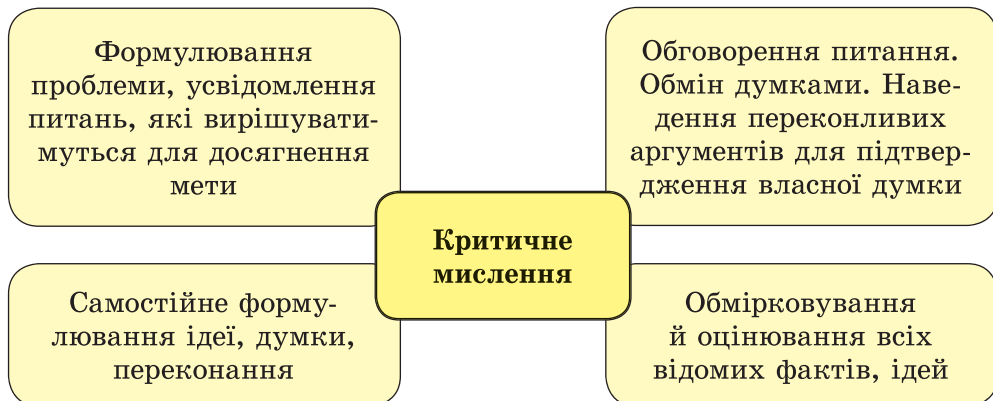 Формулювання
проблеми, усвідомлення
питань, які вирішувати-
муться для досягнення
мети
Обговорення питання.
Обмін думками. Наве-
дення переконливих
аргументів для підтвер-
дження власної думки
Критичне
мислення
Самостійне форму-
лювання ідеї, думки,
переконання
Обмірковування
й оцінювання всіх
відомих фактів, ідей